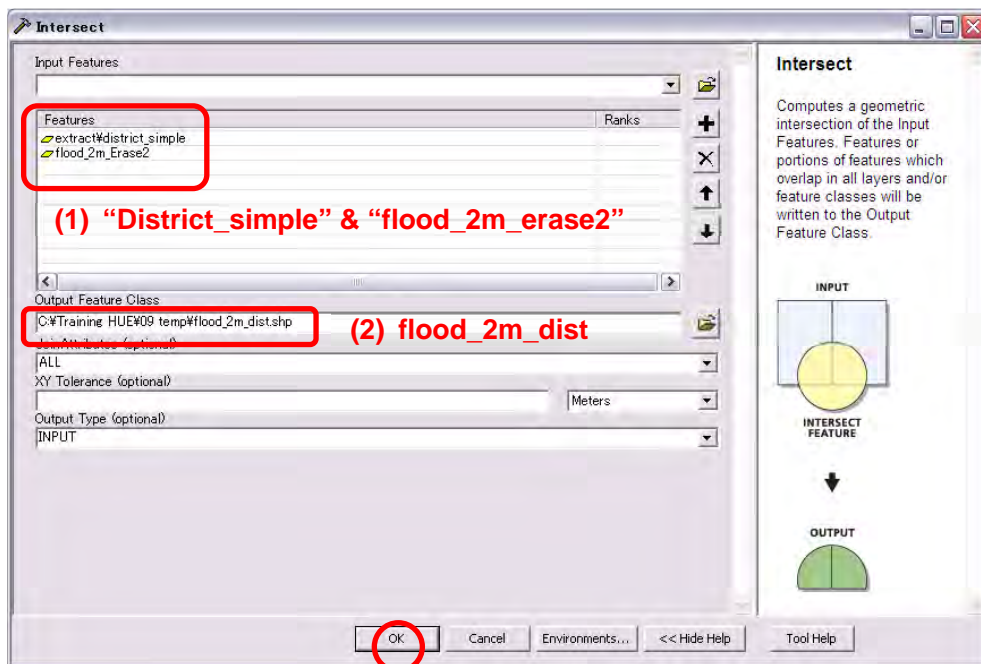 Intersect
Input Features
Features Ranks
extract¥district_simple
flood_2m_Erase2
(1) “District_simple” & “flood_2m_erase2”
Output Feature Class
C:¥Training HUE¥09 temp¥flood_2m_dist.shp
(2) flood_2m_dist
JoinAttributes (optional)
ALL
XY Tolerance (optional)
Meters
Output Type (optional)
INPUT
OK Cancel Environments... << Hide Help Tool Help
Intersect
Computes a geometric
intersection of the Input
Features. Features or
portions of features which
overlap in all layers and/or
feature classes will be
written to the Output
Feature Class.
INPUT
INTERSECT
FEATURE
OUTPUT